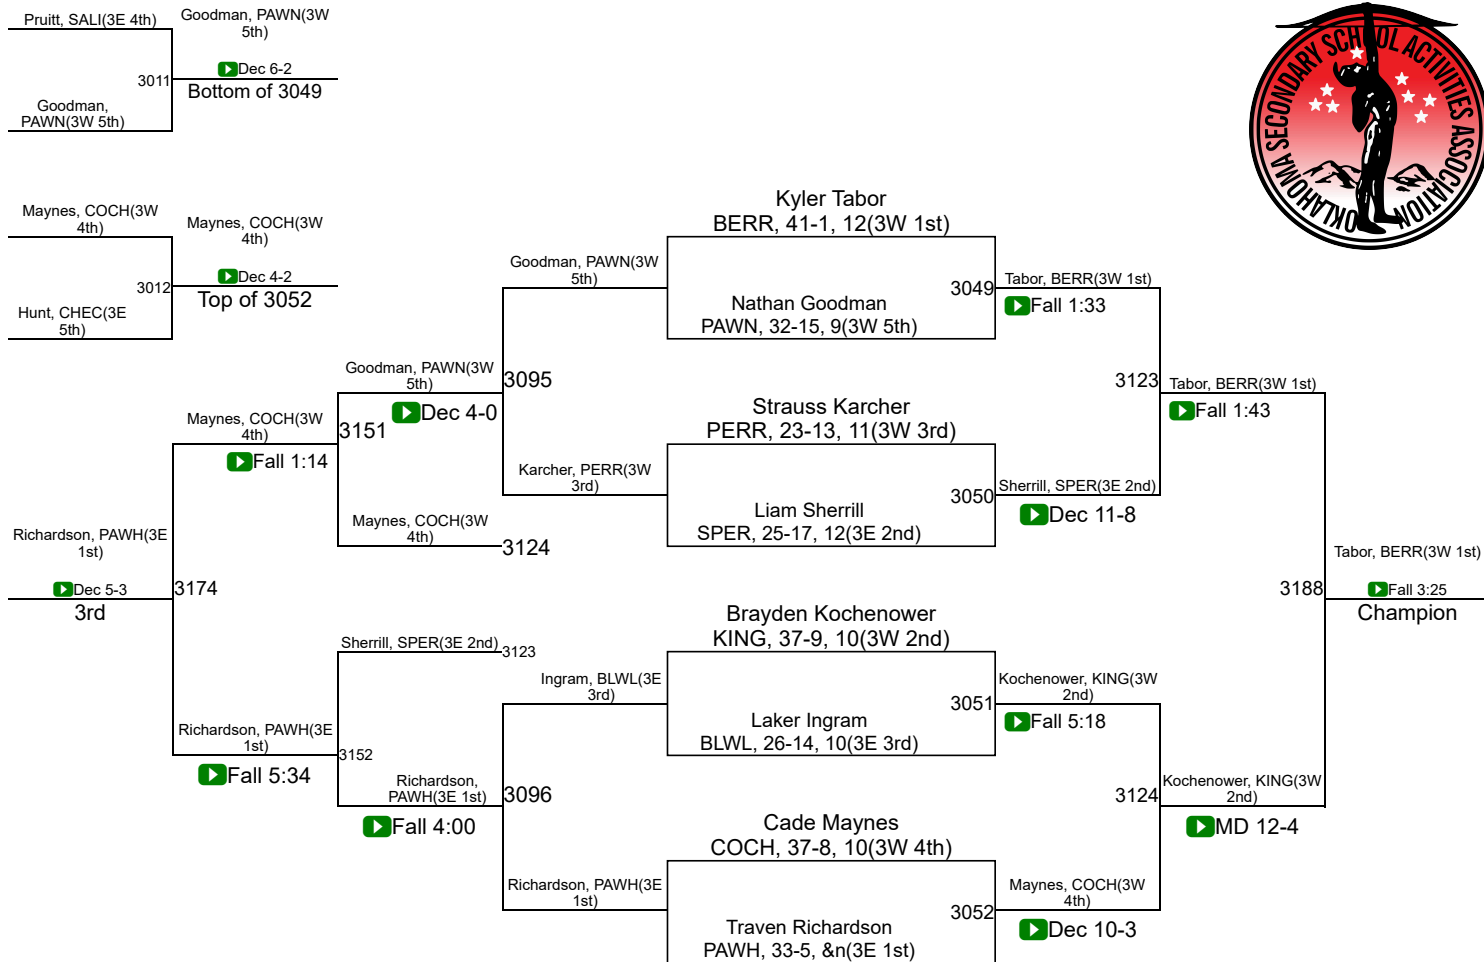 Pruitt, SALI(3E 4th)
Goodman, PAWN(3W
5th)
3011
Dec 6-2
Bottom of 3049
Goodman,
PAWN(3W 5th)
OKLAHOMA SECONDARY SCHOOL ACTIVITIES ASSOCIATION
Maynes, COCH(3W
4th)
Maynes, COCH(3W
4th)
3012
Dec 4-2
Top of 3052
Hunt, CHEC(3E
5th)
Kyler Tabor
BERR, 41-1, 12(3W 1st)
Goodman, PAWN(3W
5th)
3049
Tabor, BERR(3W 1st)
Fall 1:33
Nathan Goodman
PAWN, 32-15, 9(3W 5th)
Goodman, PAWN(3W
5th)
3095
Dec 4-0
3123
Tabor, BERR(3W 1st)
Fall 1:43
Strauss Karcher
PERR, 23-13, 11(3W 3rd)
Maynes, COCH(3W
4th)
3151
Fall 1:14
Karcher, PERR(3W
3rd)
3050
Sherrill, SPER(3E 2nd)
Dec 11-8
Liam Sherrill
SPER, 25-17, 12(3E 2nd)
Maynes, COCH(3W
4th)
3124
Richardson, PAWH(3E
1st)
3174
Dec 5-3
3rd
3188
Tabor, BERR(3W 1st)
Fall 3:25
Champion
Brayden Kochenower
KING, 37-9, 10(3W 2nd)
Sherrill, SPER(3E 2nd)
3123
Ingram, BLWL(3E
3rd)
3051
Kochenower, KING(3W
2nd)
Fall 5:18
Laker Ingram
BLWL, 26-14, 10(3E 3rd)
Richardson, PAWH(3E
1st)
3152
Fall 5:34
Richardson,
PAWH(3E 1st)
3096
Fall 4:00
3124
Kochenower, KING(3W
2nd)
MD 12-4
Cade Maynes
COCH, 37-8, 10(3W 4th)
Richardson, PAWH(3E
1st)
3052
Maynes, COCH(3W
4th)
Dec 10-3
Traven Richardson
PAWH, 33-5, &n(3E 1st)